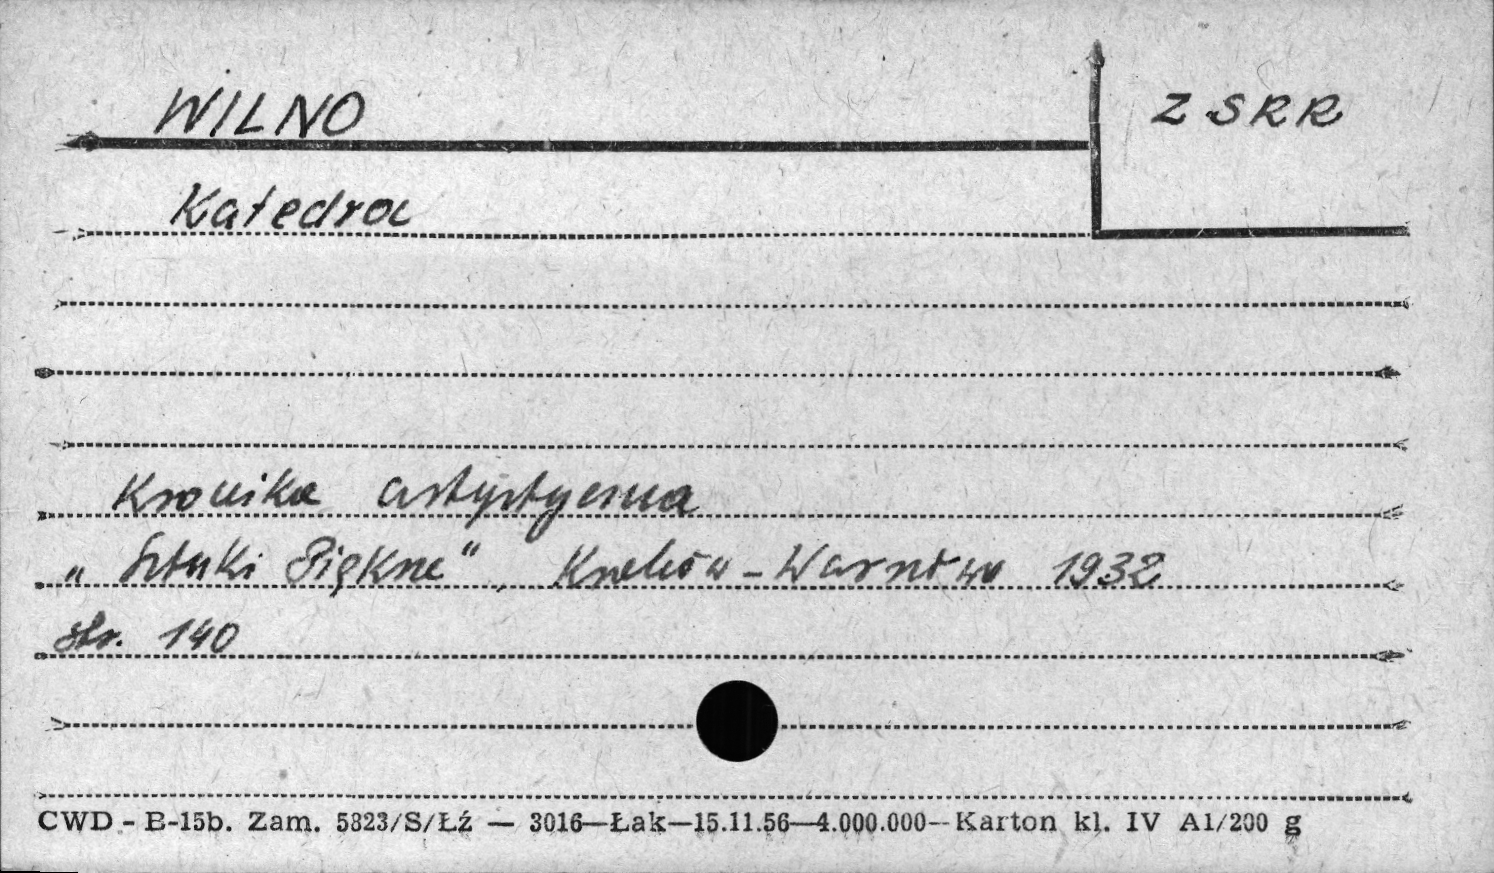 WILNO
ZSRR
Katedra
Kronika artystyczna
„Sztuki Piękne”, Kraków-Warszawa 1932
str. 140
CWD - B-15b. Zam. 5823/S/Łź — 3016—Łak—15.11.56—4.000.000—Karton kl. IV A1/200 g